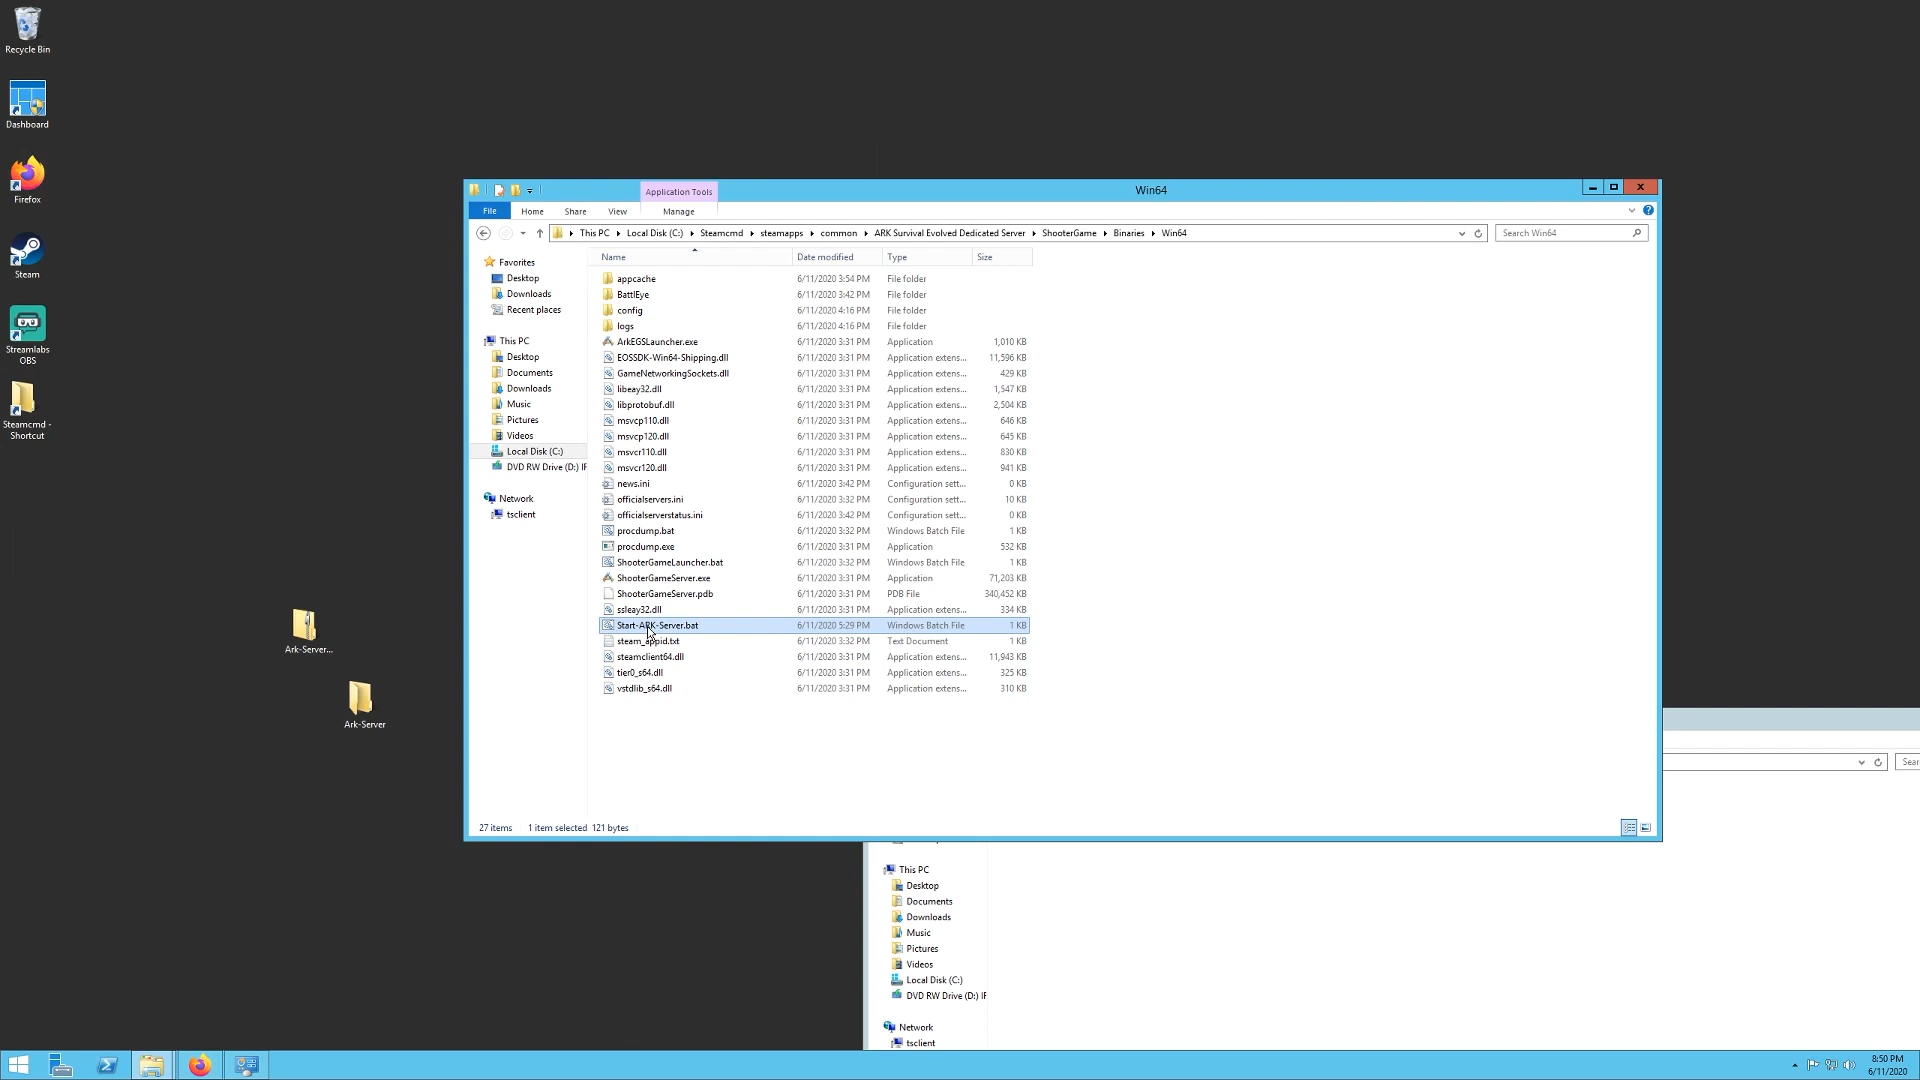 Recycle Bin
Dashboard
Firefox
Steam
Streamlabs
OBS
Steamcmd -
Shortcut
Ark-Server...
Ark-Server
Application Tools
Win64
File Home Share View Manage
This PC Local Disk (C:) Steamcmd steamapps common ARK Survival Evolved Dedicated Server ShooterGame Binaries Win64
Search Win64
Favorites
Desktop
Downloads
Recent places
This PC
Desktop
Documents
Downloads
Music
Pictures
Videos
Local Disk (C:)
DVD RW Drive (D:) IF
Network
tsclient
Name Date modified Type Size
appcache 6/11/2020 3:54 PM File folder
BattlEye 6/11/2020 3:42 PM File folder
config 6/11/2020 4:16 PM File folder
logs 6/11/2020 4:16 PM File folder
ArkEGSLauncher.exe 6/11/2020 3:31 PM Application 1,010 KB
EOSSDK-Win64-Shipping.dll 6/11/2020 3:31 PM Application extens... 11,596 KB
GameNetworkingSockets.dll 6/11/2020 3:31 PM Application extens... 429 KB
libeay32.dll 6/11/2020 3:31 PM Application extens... 1,547 KB
libprotobuf.dll 6/11/2020 3:31 PM Application extens... 2,504 KB
msvcp110.dll 6/11/2020 3:31 PM Application extens... 646 KB
msvcp120.dll 6/11/2020 3:31 PM Application extens... 645 KB
msvcr110.dll 6/11/2020 3:31 PM Application extens... 830 KB
msvcr120.dll 6/11/2020 3:31 PM Application extens... 941 KB
news.ini 6/11/2020 3:42 PM Configuration sett... 0 KB
officialservers.ini 6/11/2020 3:32 PM Configuration sett... 10 KB
officialserverstatus.ini 6/11/2020 3:42 PM Configuration sett... 0 KB
procdump.bat 6/11/2020 3:32 PM Windows Batch File 1 KB
procdump.exe 6/11/2020 3:31 PM Application 532 KB
ShooterGameLauncher.bat 6/11/2020 3:32 PM Windows Batch File 1 KB
ShooterGameServer.exe 6/11/2020 3:31 PM Application 71,203 KB
ShooterGameServer.pdb 6/11/2020 3:31 PM PDB File 340,452 KB
ssleay32.dll 6/11/2020 3:31 PM Application extens... 334 KB
Start-ARK-Server.bat 6/11/2020 5:29 PM Windows Batch File 1 KB
steam_appid.txt 6/11/2020 3:32 PM Text Document 1 KB
steamclient64.dll 6/11/2020 3:31 PM Application extens... 11,943 KB
tier0_s64.dll 6/11/2020 3:31 PM Application extens... 325 KB
vstdlib_s64.dll 6/11/2020 3:31 PM Application extens... 310 KB
27 items 1 item selected 121 bytes
Sear
This PC
Desktop
Documents
Downloads
Music
Pictures
Videos
Local Disk (C:)
DVD RW Drive (D:) IF
Network
tsclient
8:50 PM
6/11/2020